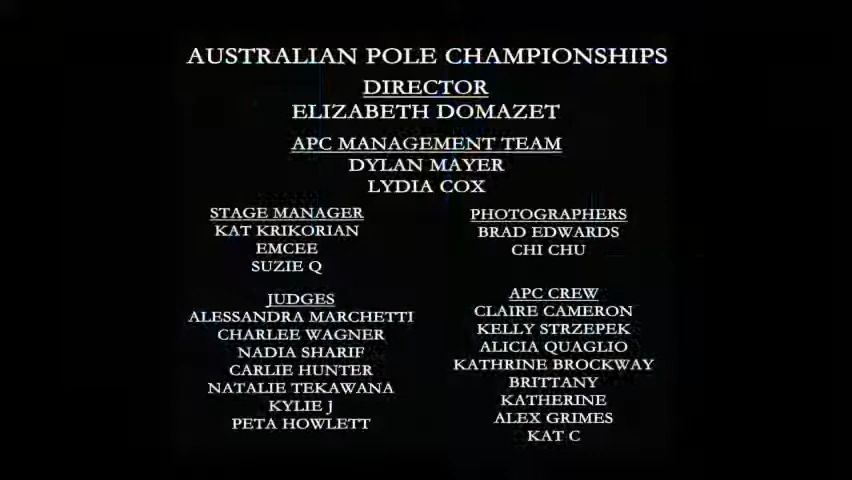 AUSTRALIAN POLE CHAMPIONSHIPS
DIRECTOR
ELIZABETH DOMAZET
APC MANAGEMENT TEAM
DYLAN MAYER
LYDIA COX
STAGE MANAGER
KAT KRIKORIAN
EMCEE
SUZIE Q
JUDGES
ALESSANDRA MARCHETTI
CHARLEE WAGNER
NADIA SHARIF
CARLIE HUNTER
NATALIE TEKAWANA
KYLIE J
PETA HOWLETT
PHOTOGRAPHERS
BRAD EDWARDS
CHI CHU
APC CREW
CLAIRE CAMERON
KELLY STRZEPEK
ALICIA QUAGLIO
KATHRINE BROCKWAY
BRITTANY
KATHERINE
ALEX GRIMES
KAT C